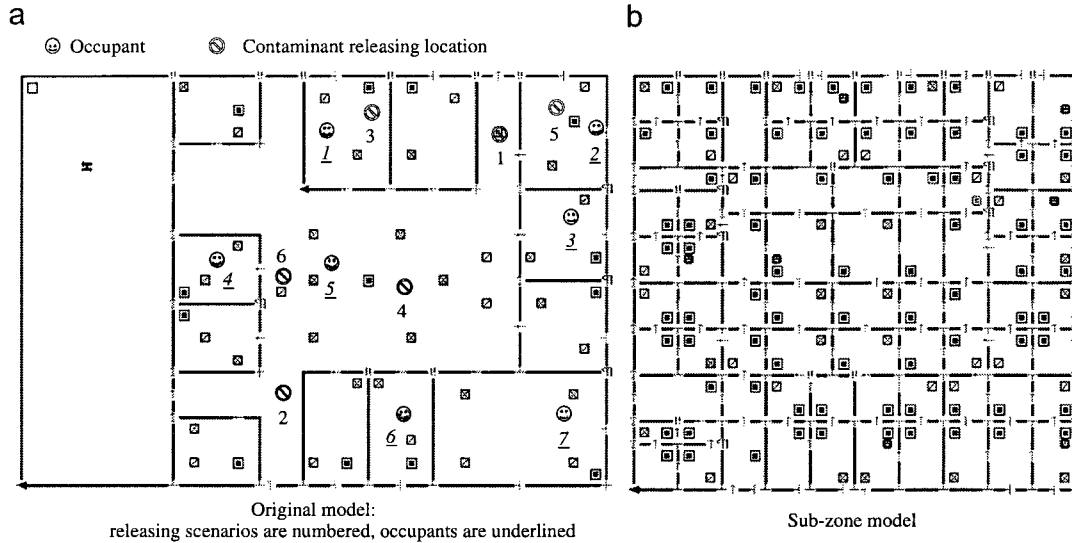 a
b
Occupant
Contaminant releasing location
1
3
1
5
2
3
4
6
5
4
2
6
7
Original model:
releasing scenarios are numbered, occupants are underlined
Sub-zone model